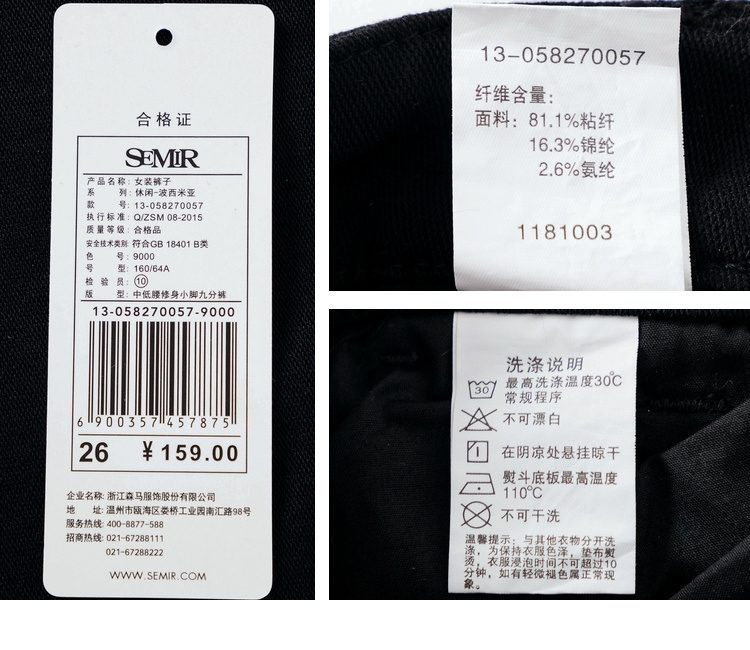 合格证
SEMIR
产品名称: 女装裤子
系 列: 休闲-波西米亚
款 号: 13-058270057
执行标准: Q/ZSM 08-2015
质量等级: 合格品
安全技术类别: 符合GB 18401 B类
色 号: 9000
号 型: 160/64A
检 验 员: 10
版 型: 中低腰修身小脚九分裤
13-058270057-9000
6 900357 457875
26 ¥159.00
企业名称: 浙江森马服饰股份有限公司
地 址: 温州市瓯海区娄桥工业园南汇路98号
服务热线: 400-8877-588
招商热线: 021-67288111
021-67288222
WWW.SEMIR.COM
13-058270057
纤维含量:
面料: 81.1%粘纤
16.3%锦纶
2.6%氨纶
1181003
洗涤说明
30 最高洗涤温度30℃
常规程序
不可漂白
在阴凉处悬挂晾干
熨斗底板最高温度
110℃
不可干洗
温馨提示: 与其他衣物分开洗
涤, 为保持衣服色泽, 垫布熨
烫, 衣服浸泡时间不可超过10
分钟, 如有轻微褪色属正常现
象。